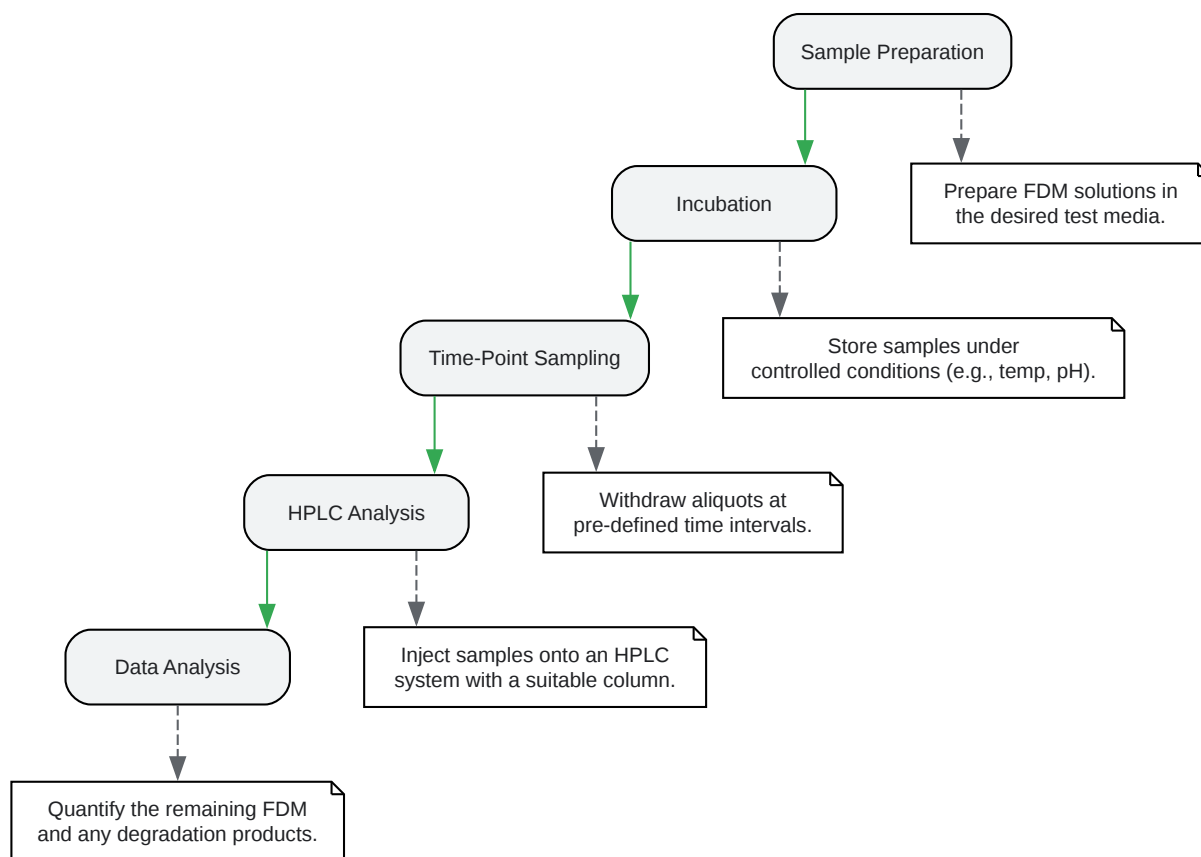 Sample Preparation
Prepare FDM solutions in
the desired test media.
Incubation
Store samples under
controlled conditions (e.g., temp, pH).
Time-Point Sampling
Withdraw aliquots at
pre-defined time intervals.
HPLC Analysis
Inject samples onto an HPLC
system with a suitable column.
Data Analysis
Quantify the remaining FDM
and any degradation products.